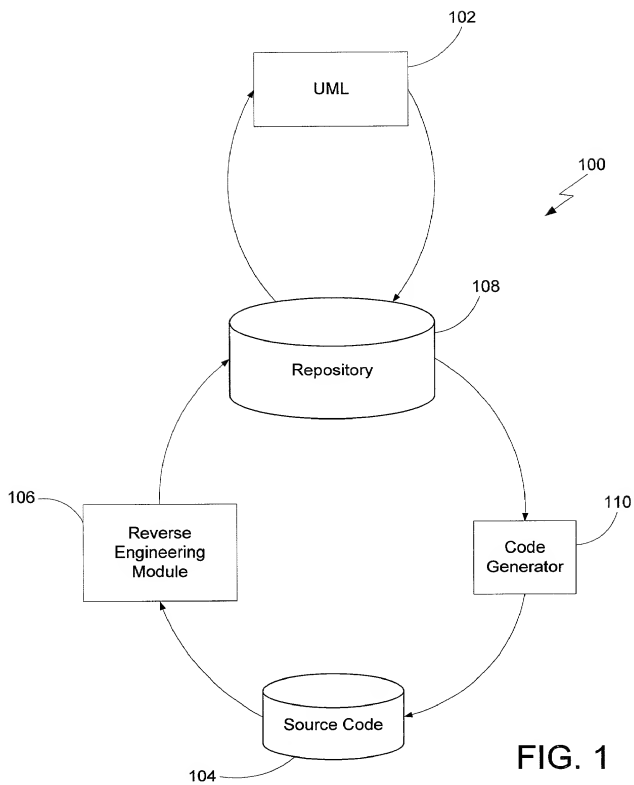 102
UML
100
108
Repository
106
110
Reverse
Engineering
Module
Code
Generator
Source Code
104
FIG. 1